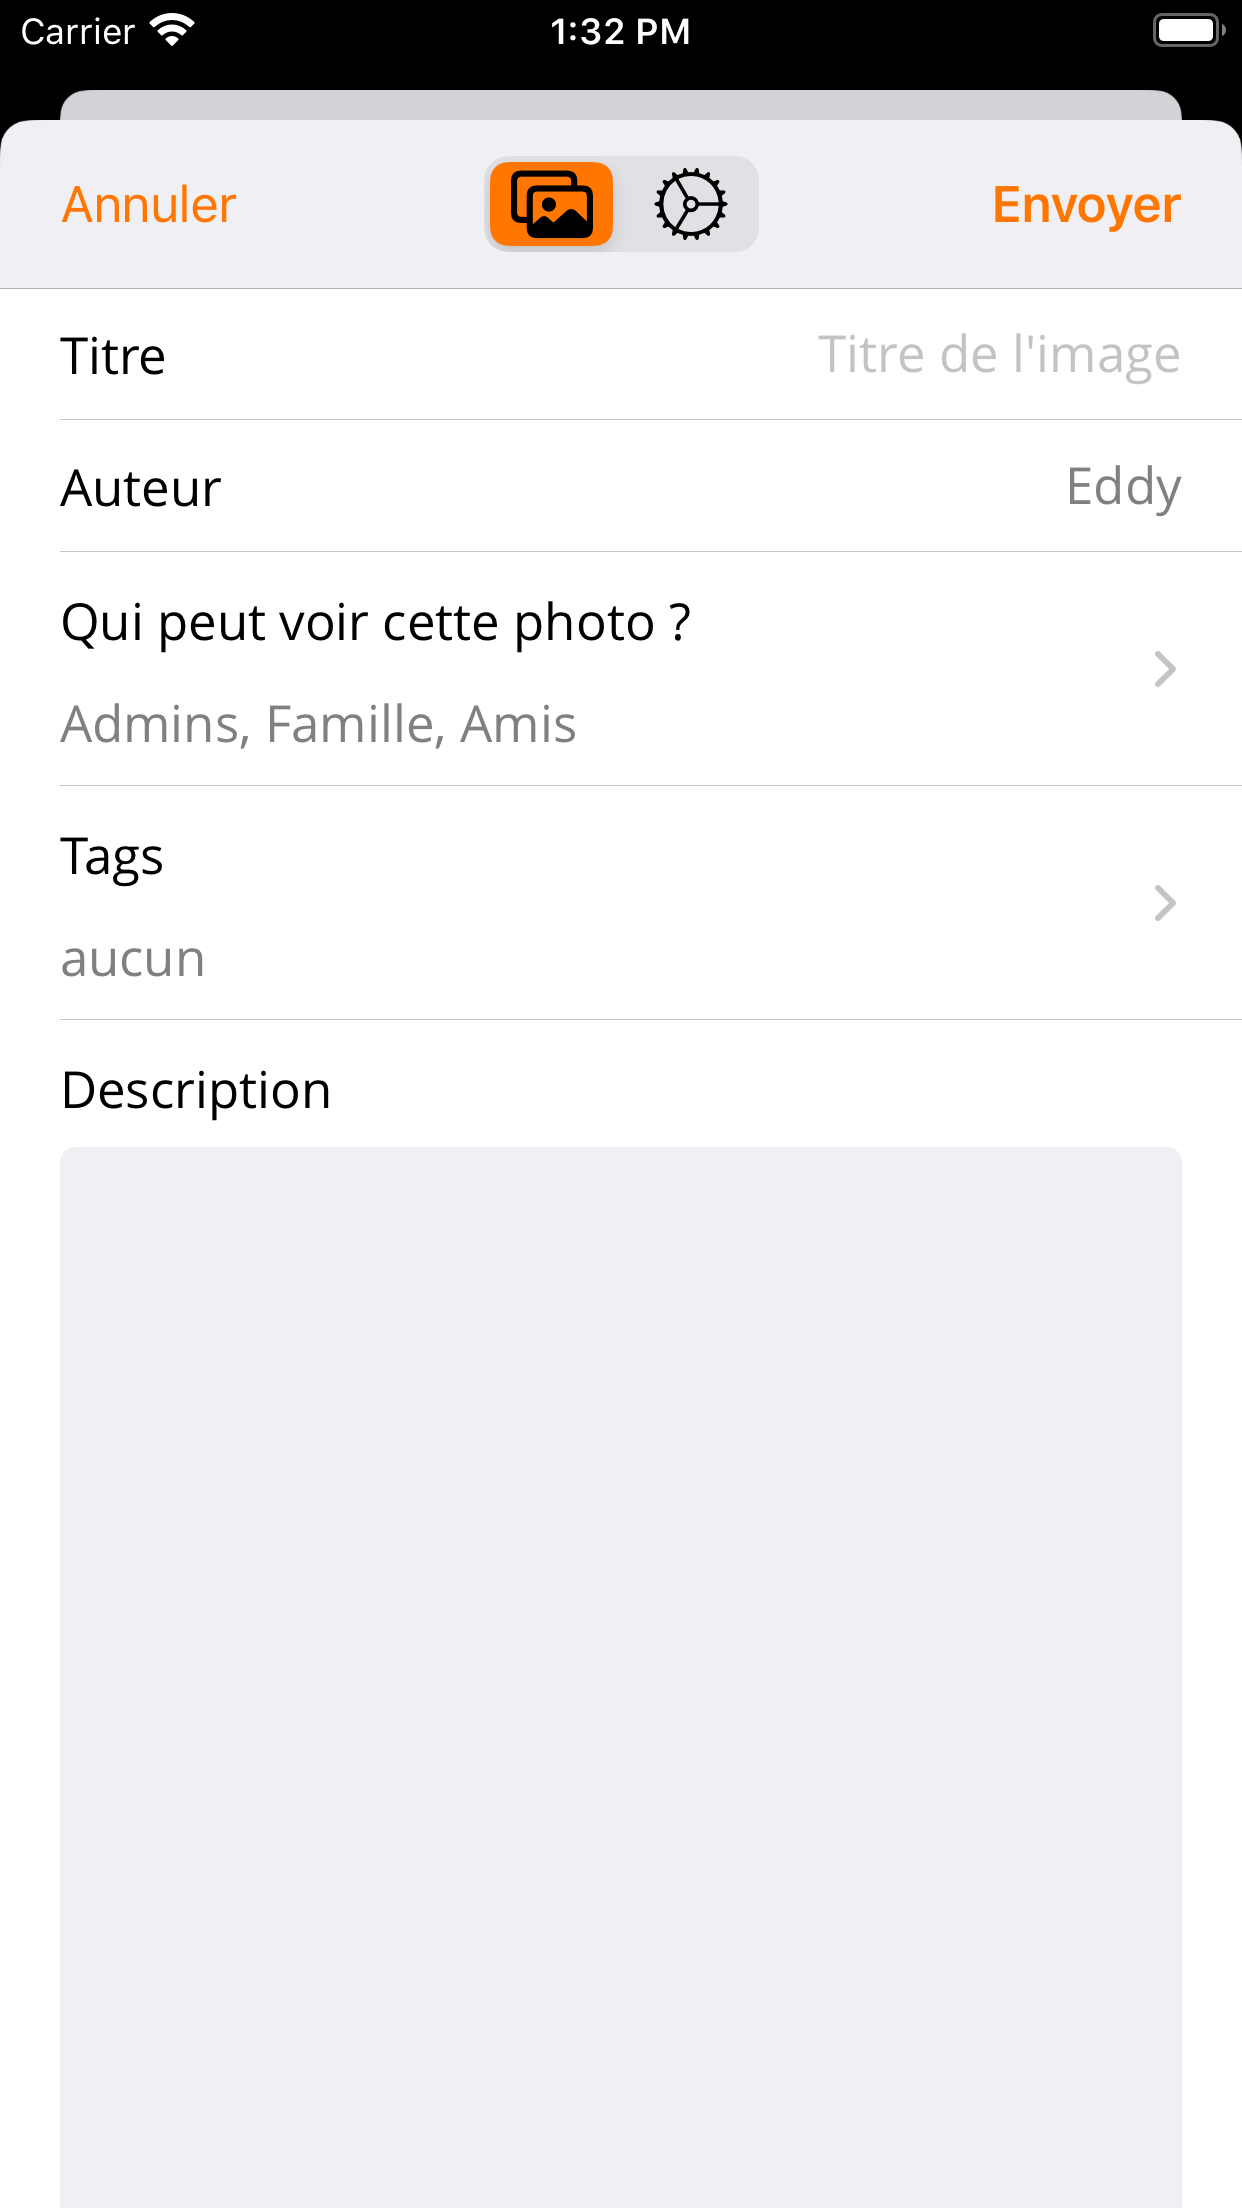 Carrier
1:32 PM
Annuler
Envoyer
Titre
Titre de l'image
Auteur
Eddy
Qui peut voir cette photo ?
Admins, Famille, Amis
Tags
aucun
Description